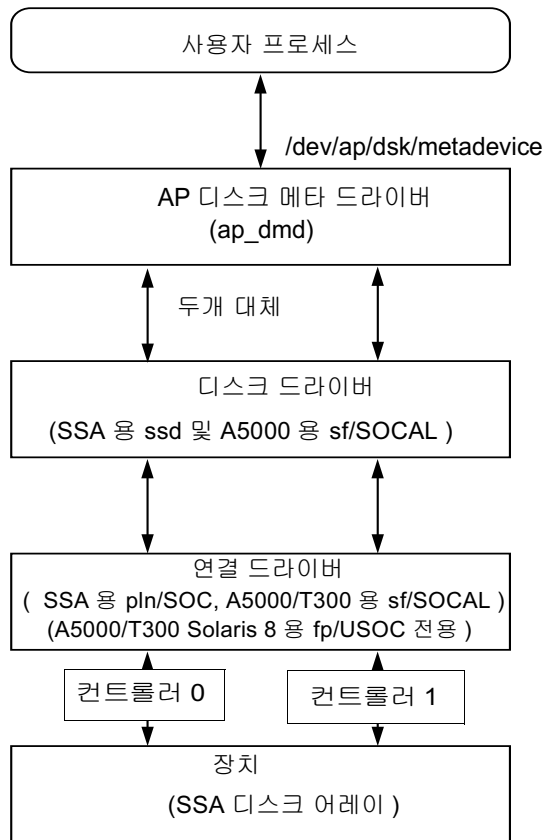 사용자 프로세스
/dev/ap/dsk/metadevice
AP 디스크 메타 드라이버
(ap_dmd)
두개 대체
디스크 드라이버
(SSA 용 ssd 및 A5000 용 sf/SOCAL )
연결 드라이버
( SSA 용 pln/SOC, A5000/T300 용 sf/SOCAL )
(A5000/T300 Solaris 8 용 fp/USOC 전용 )
컨트롤러 0
컨트롤러 1
장치
(SSA 디스크 어레이 )